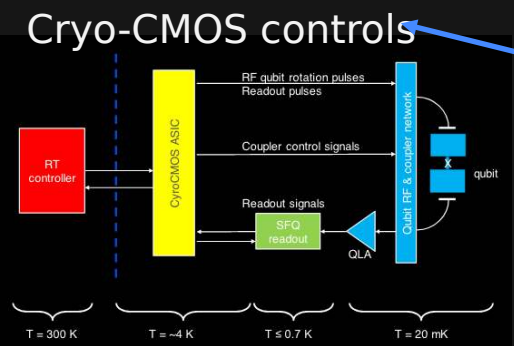 Cryo-CMOS controls
RF qubit rotation pulses
Readout pulses
CyroCMOS ASIC
Qubit RF & coupler network
RT
controller
Coupler control signals
X
qubit
Readout signals
SFQ
readout
QLA
T = 300 K
T = ~4 K
T ≤ 0.7 K
T = 20 mK